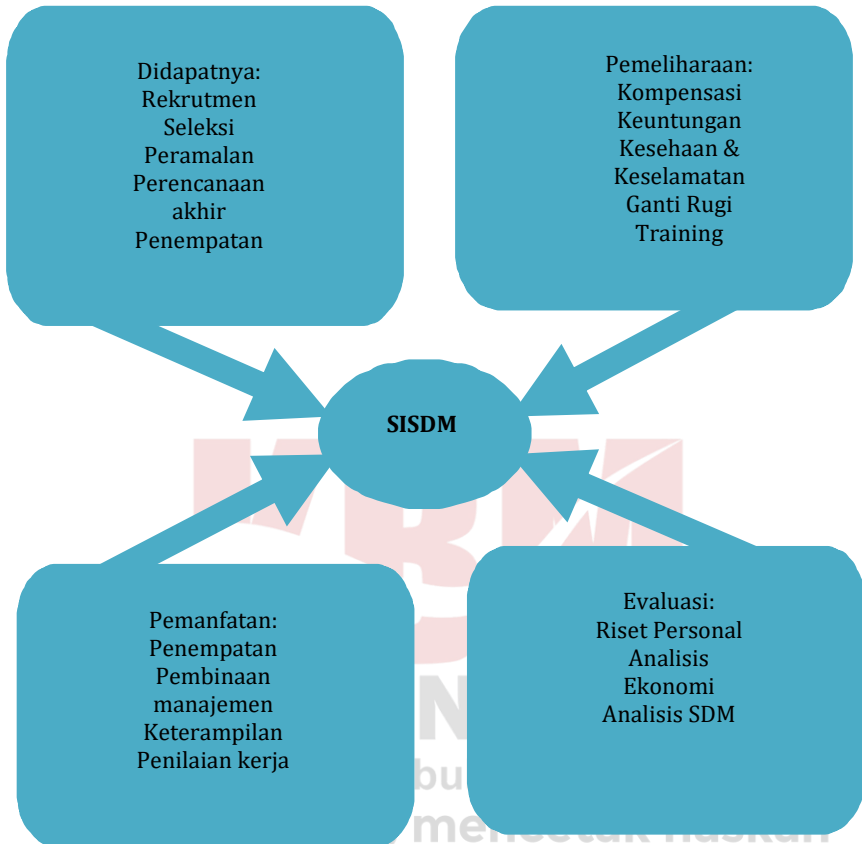 Didapatnya:
Rekrutmen
Seleksi
Peramalan
Perencanaan
akhir
Penempatan
Pemeliharaan:
Kompensasi
Keuntungan
Kesehaan &
Keselamatan
Ganti Rugi
Training
SISDM
Pemanfatan:
Penempatan
Pembinaan
manajemen
Keterampilan
Penilaian kerja
Evaluasi:
Riset Personal
Analisis
Ekonomi
Analisis SDM